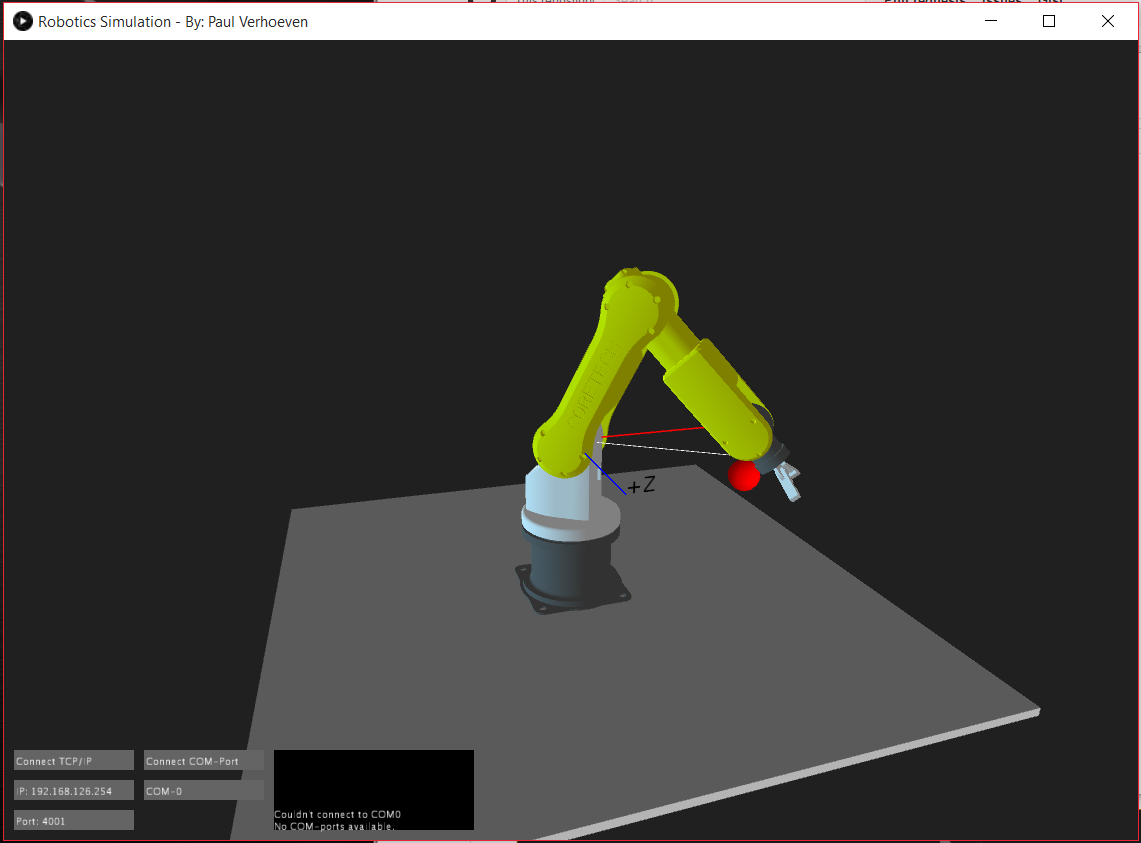 Robotics Simulation - By: Paul Verhoeven
CORETECH
+Z
Connect TCP/IP
Connect COM-Port
IP: 192.168.126.254
COM-0
Port: 4001
Couldn't connect to COM0
No COM-ports available.